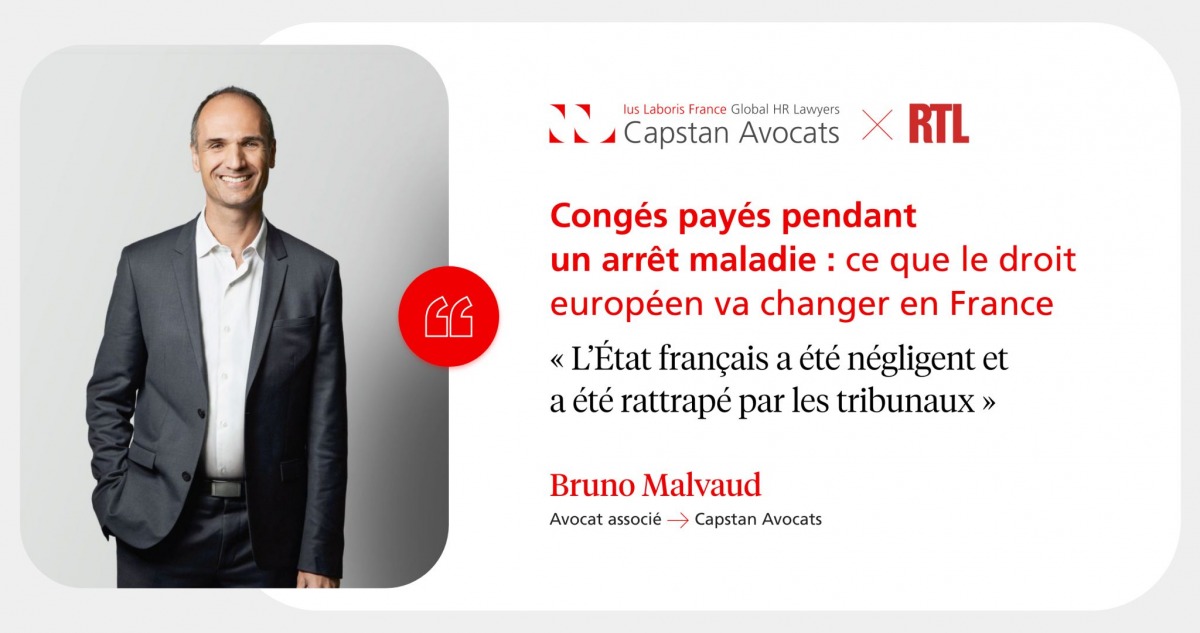 Ius Laboris France Global HR Lawyers
Capstan Avocats
RTL
Congés payés pendant
un arrêt maladie : ce que le droit
européen va changer en France
« L’État français a été négligent et
a été rattrapé par les tribunaux »
Bruno Malvaud
Avocat associé → Capstan Avocats